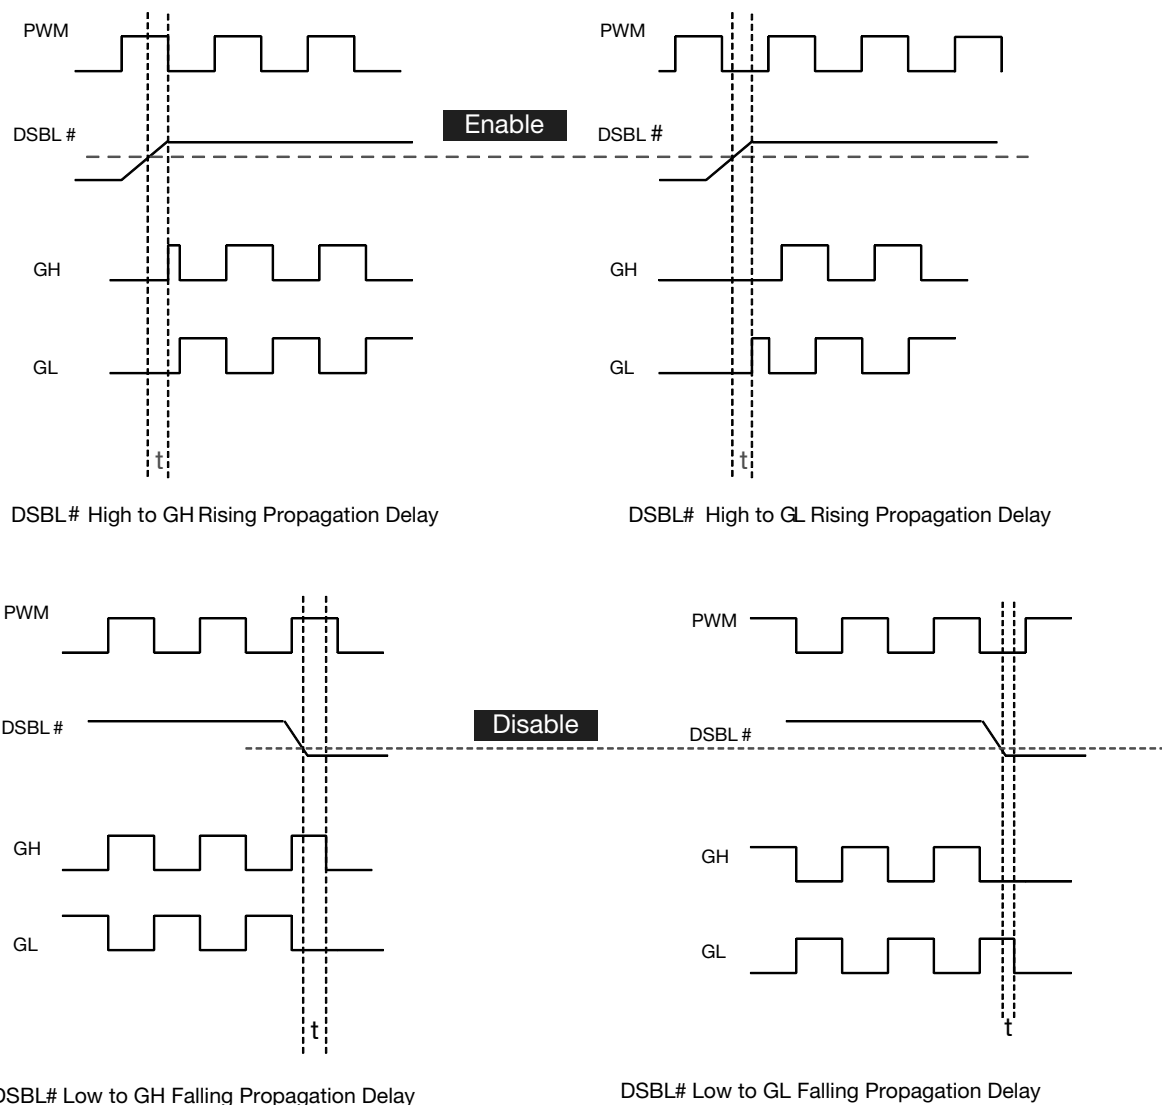 PWM
PWM
DSBL #
Enable
DSBL #
GH
GH
GL
GL
t
t
DSBL# High to GH Rising Propagation Delay
DSBL# High to GL Rising Propagation Delay
PWM
PWM
DSBL #
Disable
DSBL #
GH
GH
GL
GL
t
t
DSBL# Low to GH Falling Propagation Delay
DSBL# Low to GL Falling Propagation Delay